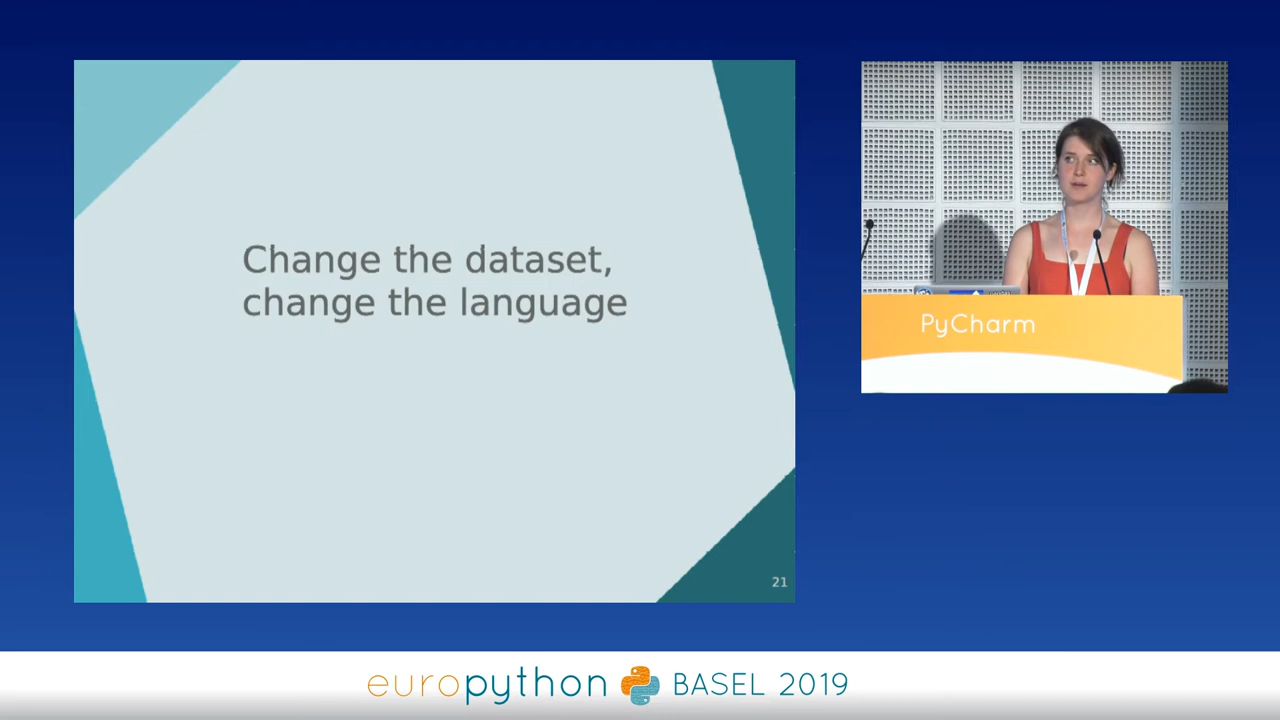 Change the dataset,
change the language
21
PyCharm
europython BASEL 2019